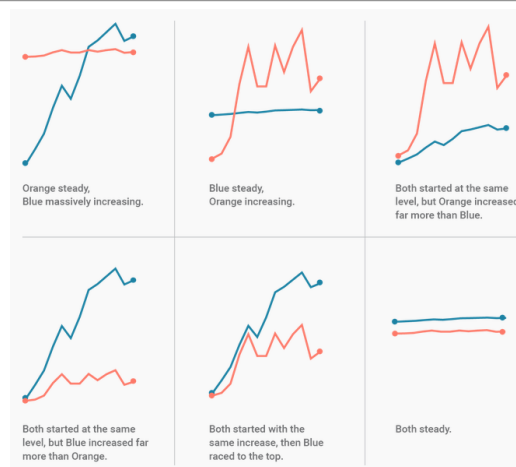 Orange steady,
Blue massively increasing.
Blue steady,
Orange increasing.
Both started at the same
level, but Orange increased
far more than Blue.
Both started at the same
level, but Blue increased far
more than Orange.
Both started with the
same increase, then Blue
raced to the top.
Both steady.